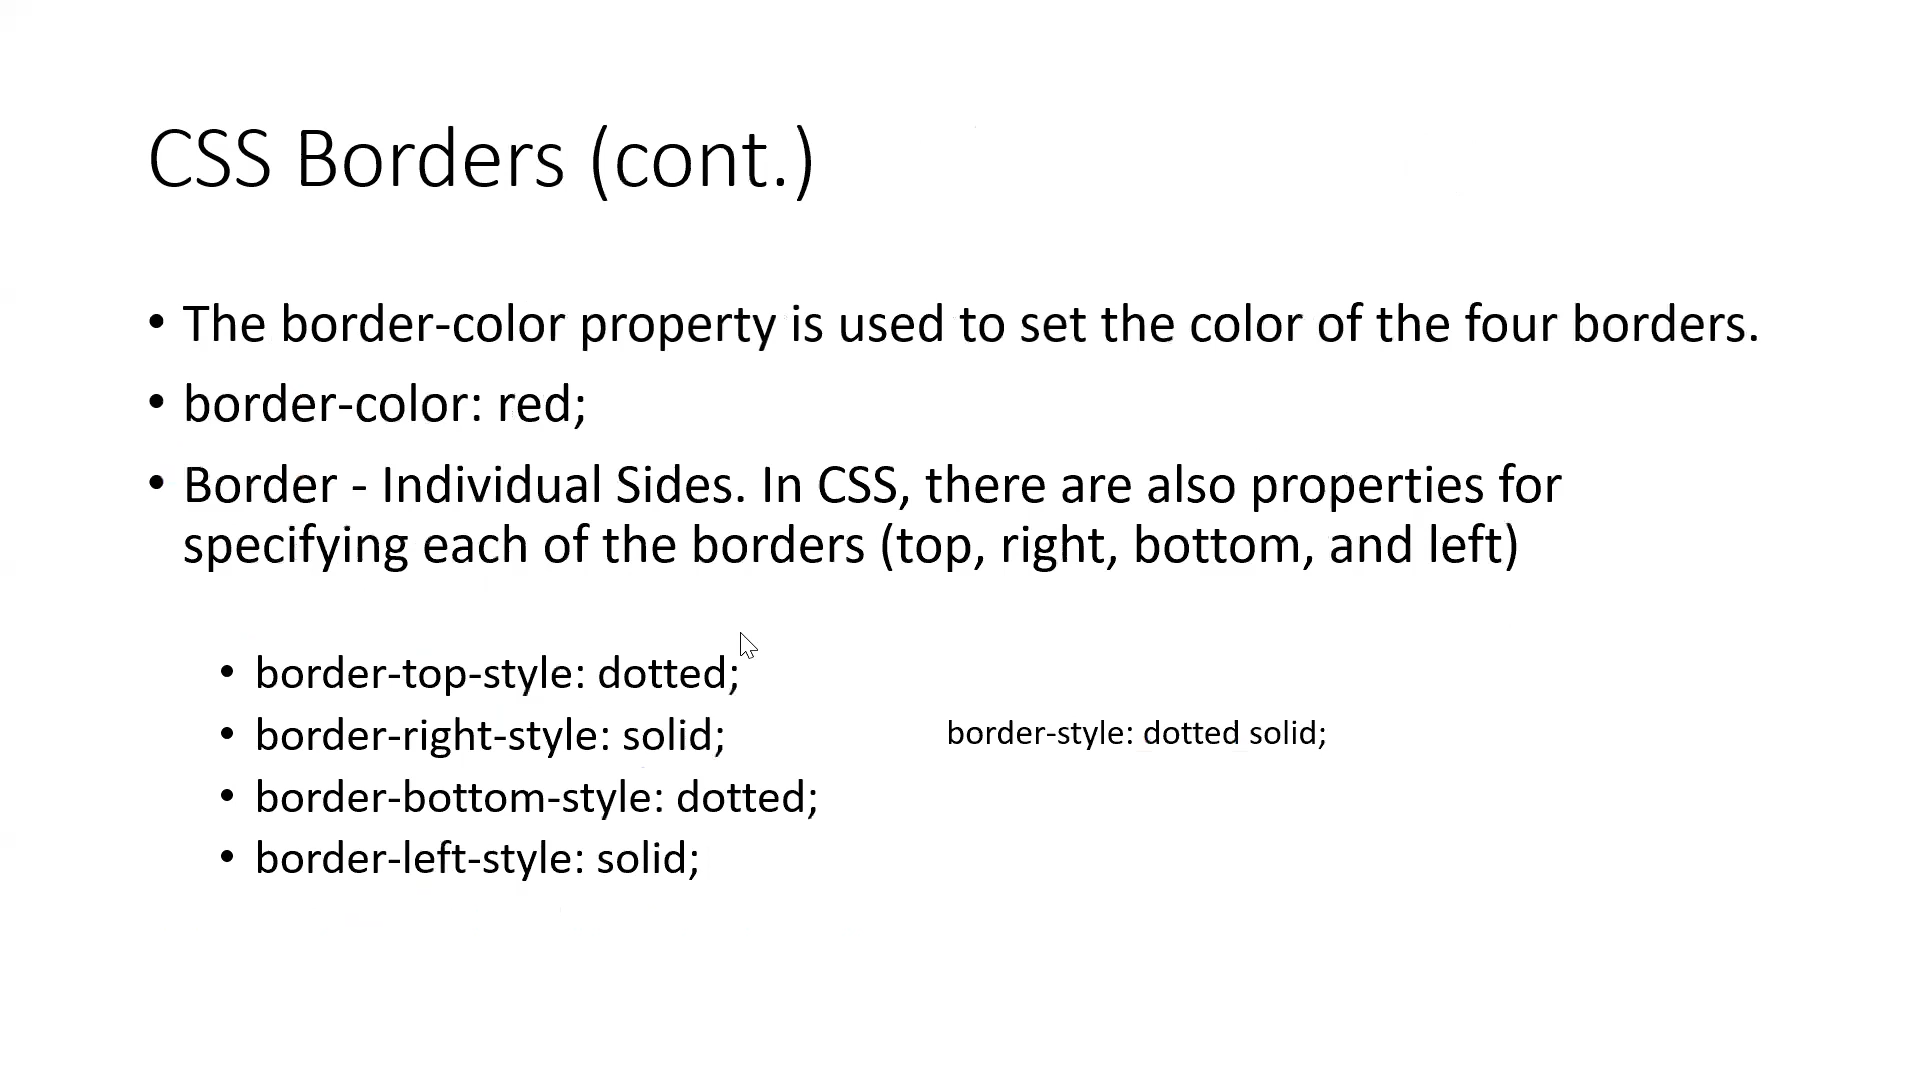 CSS Borders (cont.)
• The border-color property is used to set the color of the four borders.
• border-color: red;
• Border - Individual Sides. In CSS, there are also properties for
specifying each of the borders (top, right, bottom, and left)
• border-top-style: dotted;
• border-right-style: solid;
border-style: dotted solid;
• border-bottom-style: dotted;
• border-left-style: solid;